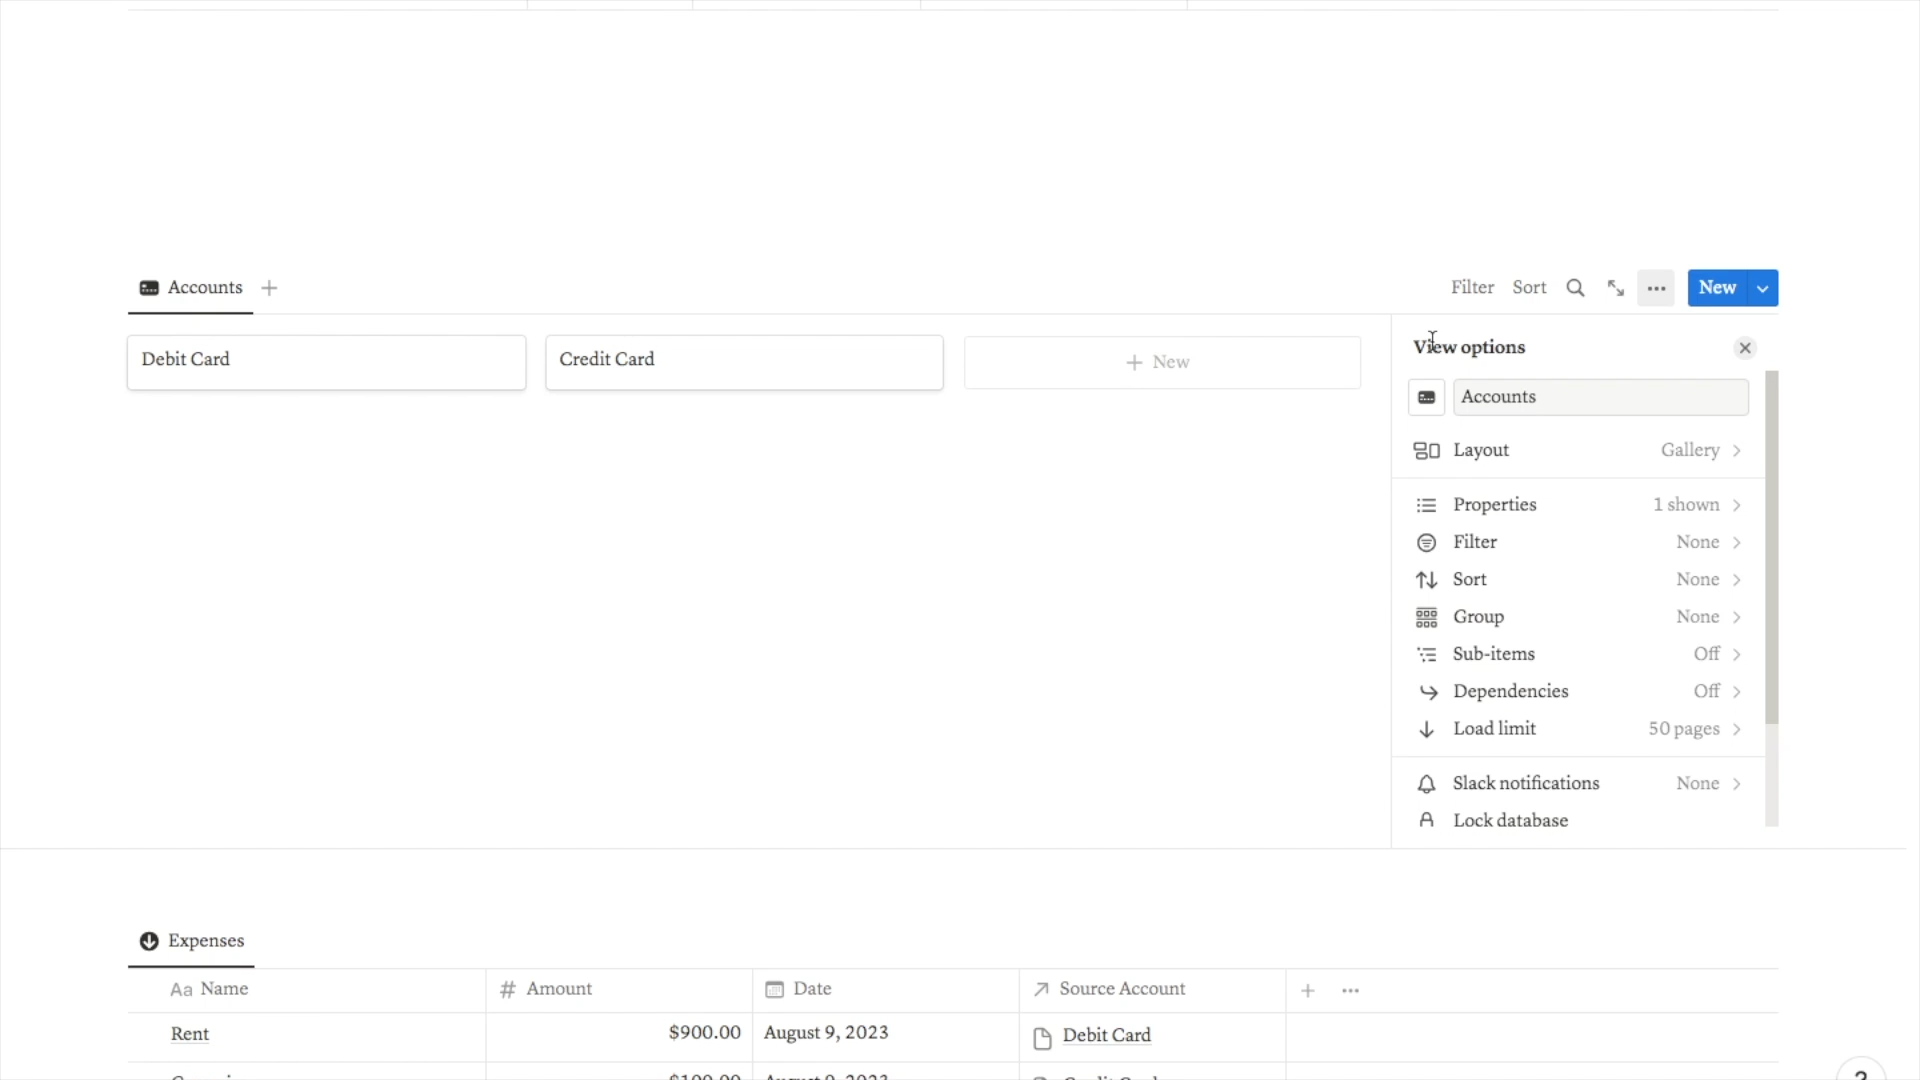 Accounts
Filter Sort New
Debit Card Credit Card New
View options
Accounts
Layout Gallery
Properties 1 shown
Filter None
Sort None
Group None
Sub-items Off
Dependencies Off
Load limit 50 pages
Slack notifications None
Lock database
Expenses
Aa Name # Amount Date Source Account
Rent $900.00 August 9, 2023 Debit Card